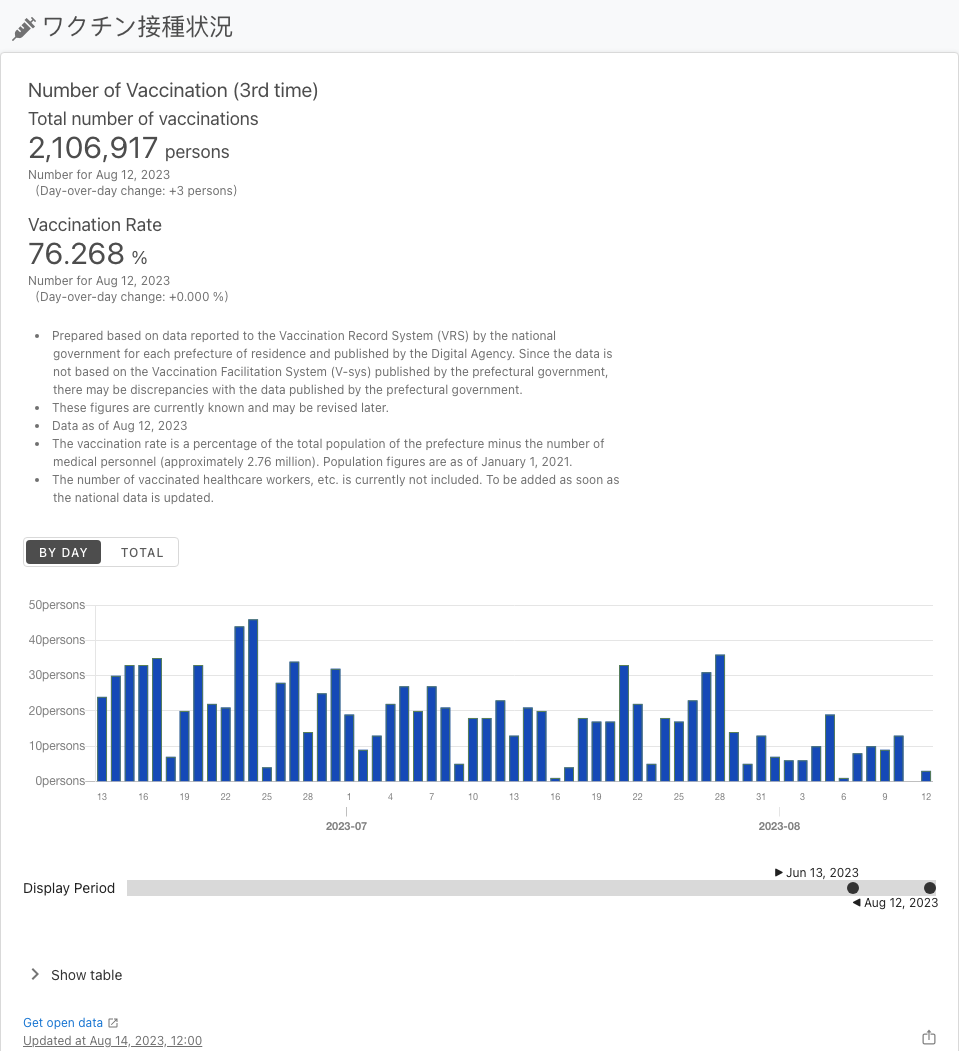 ワクチン接種状況
Number of Vaccination (3rd time)
Total number of vaccinations
2,106,917 persons
Number for Aug 12, 2023
(Day-over-day change: +3 persons)
Vaccination Rate
76.268 %
Number for Aug 12, 2023
(Day-over-day change: +0.000 %)
• Prepared based on data reported to the Vaccination Record System (VRS) by the national
government for each prefecture of residence and published by the Digital Agency. Since the data is
not based on the Vaccination Facilitation System (V-sys) published by the prefectural government,
there may be discrepancies with the data published by the prefectural government.
• These figures are currently known and may be revised later.
• Data as of Aug 12, 2023
• The vaccination rate is a percentage of the total population of the prefecture minus the number of
medical personnel (approximately 2.76 million). Population figures are as of January 1, 2021.
• The number of vaccinated healthcare workers, etc. is currently not included. To be added as soon as
the national data is updated.
BY DAY TOTAL
50persons
40persons
30persons
20persons
10persons
0persons
13 16 19 22 25 28 1 4 7 10 13 16 19 22 25 28 31 3 6 9 12
2023-07 2023-08
Jun 13, 2023
Display Period
Aug 12, 2023
Show table
Get open data
Updated at Aug 14, 2023, 12:00